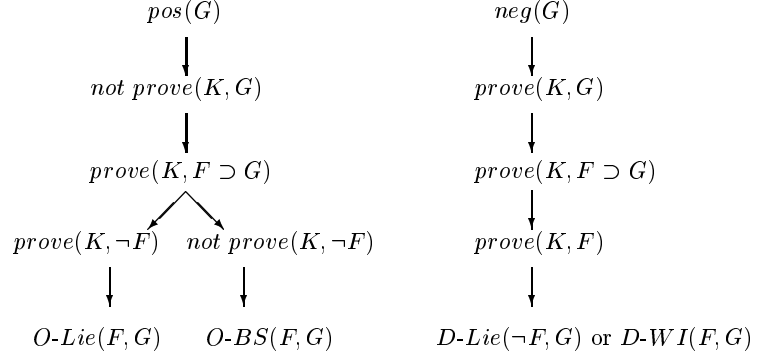 pos(G) neg(G)
not prove(K, G) prove(K, G)
prove(K, F ⊃ G) prove(K, F ⊃ G)
prove(K, ¬F) not prove(K, ¬F) prove(K, F)
O-Lie(F, G) O-BS(F, G) D-Lie(¬F, G) or D-WI(F, G)